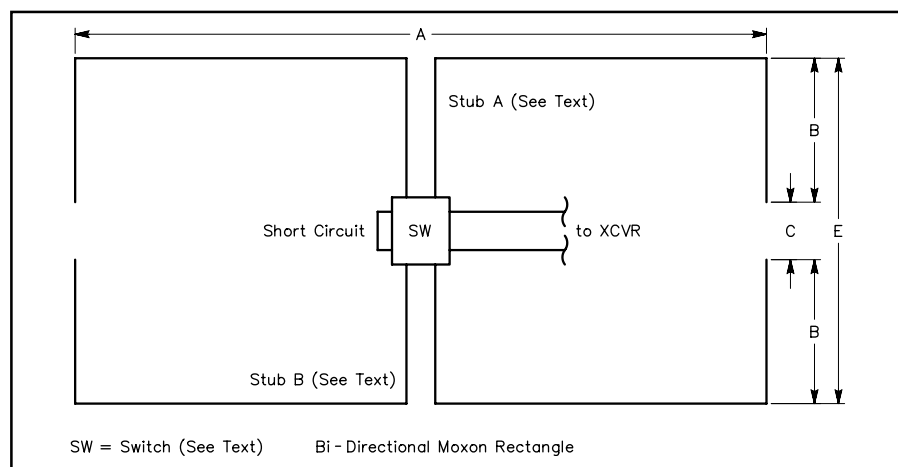 A
Stub A (See Text)
B
Short Circuit
SW
to XCVR
C
E
B
Stub B (See Text)
SW = Switch (See Text)
Bi-Directional Moxon Rectangle